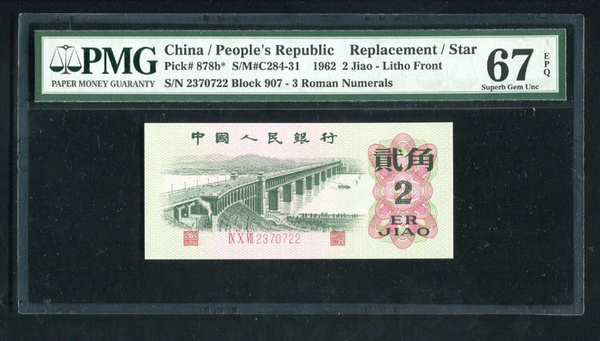 PMG
PAPER MONEY GUARANTY
China / People's Republic Replacement / Star
Pick# 878b* S/M#C284-31 1962 2 Jiao - Litho Front
S/N 2370722 Block 907 - 3 Roman Numerals
67
EPQ
Superb Gem Unc
中國人民銀行
貳角
2
ER
JIAO
IX X VII 2370722